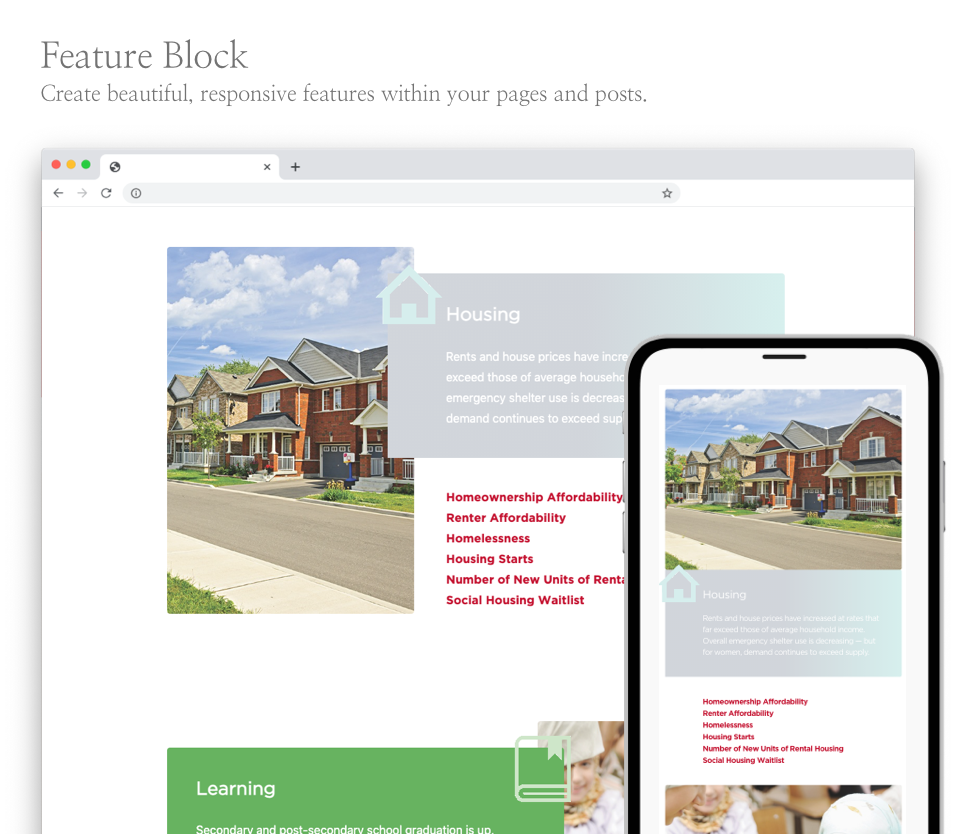 Feature Block
Create beautiful, responsive features within your pages and posts.
Housing
Rents and house prices have incre
exceed those of average househo
emergency shelter use is decreas
demand continues to exceed sup
Homeownership Affordability
Renter Affordability
Homelessness
Housing Starts
Number of New Units of Renta
Social Housing Waitlist
Learning
Secondary and post-secondary school graduation is up,
Housing
Rents and house prices have increased at rates that
far exceed those of average household income.
Overall emergency shelter use is decreasing — but
for women, demand continues to exceed supply.
Homeownership Affordability
Renter Affordability
Homelessness
Housing Starts
Number of New Units of Rental Housing
Social Housing Waitlist